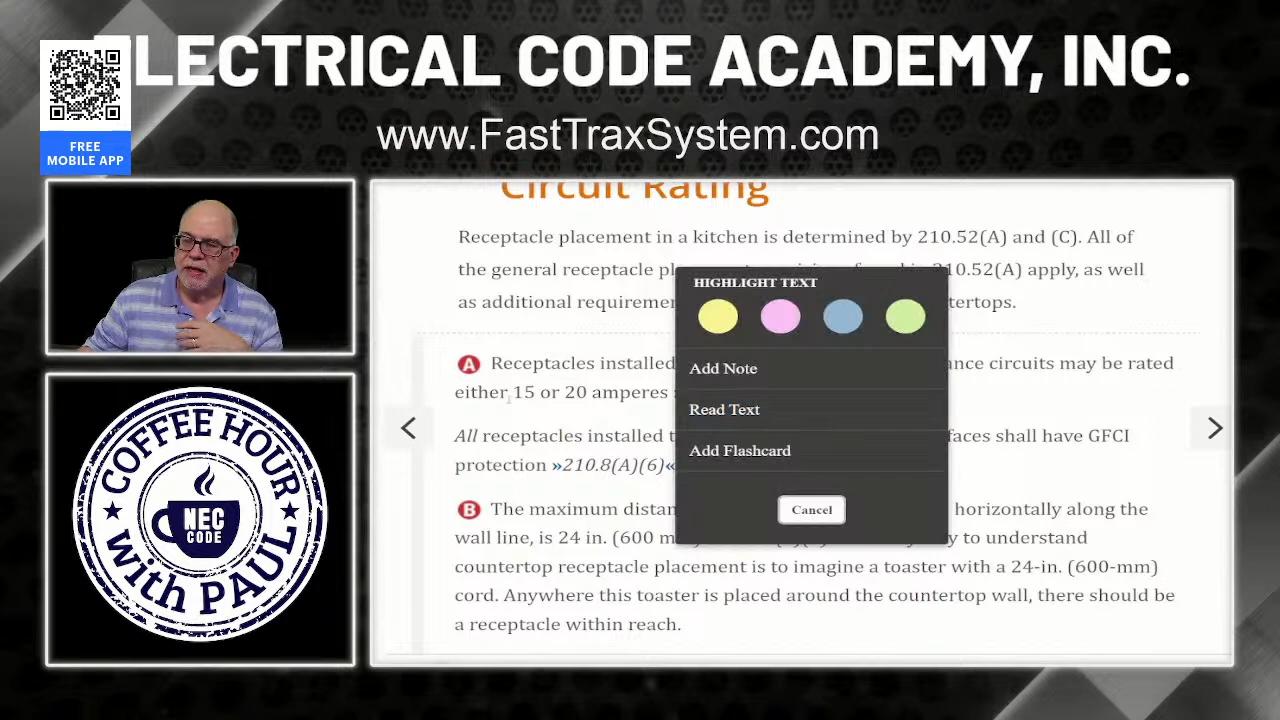 ELECTRICAL CODE ACADEMY, INC.
www.FastTraxSystem.com
FREE
MOBILE APP
COFFEE HOUR
NEC
CODE
with PAUL
Circuit Rating
Receptacle placement in a kitchen is determined by 210.52(A) and (C). All of
the general receptacle pl 210.52(A) apply, as well
as additional requiremen tertops.
A Receptacles installed ance circuits may be rated
either 15 or 20 amperes
All receptacles installed t faces shall have GFCI
protection »210.8(A)(6)«
B The maximum distan horizontally along the
wall line, is 24 in. (600 m y to understand
countertop receptacle placement is to imagine a toaster with a 24-in. (600-mm)
cord. Anywhere this toaster is placed around the countertop wall, there should be
a receptacle within reach.
HIGHLIGHT TEXT
Add Note
Read Text
Add Flashcard
Cancel